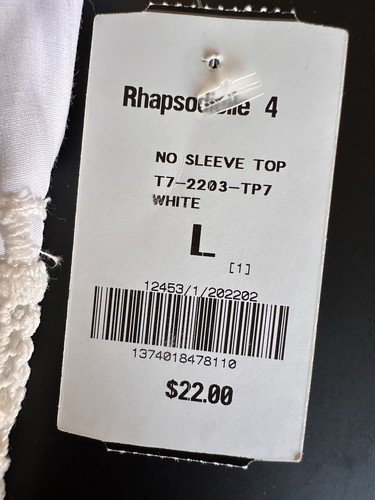 4
NO SLEEVE TOP
T7-2203-TP7
WHITE
L
[1]
12453/1/202202
1374018478110
$22.00